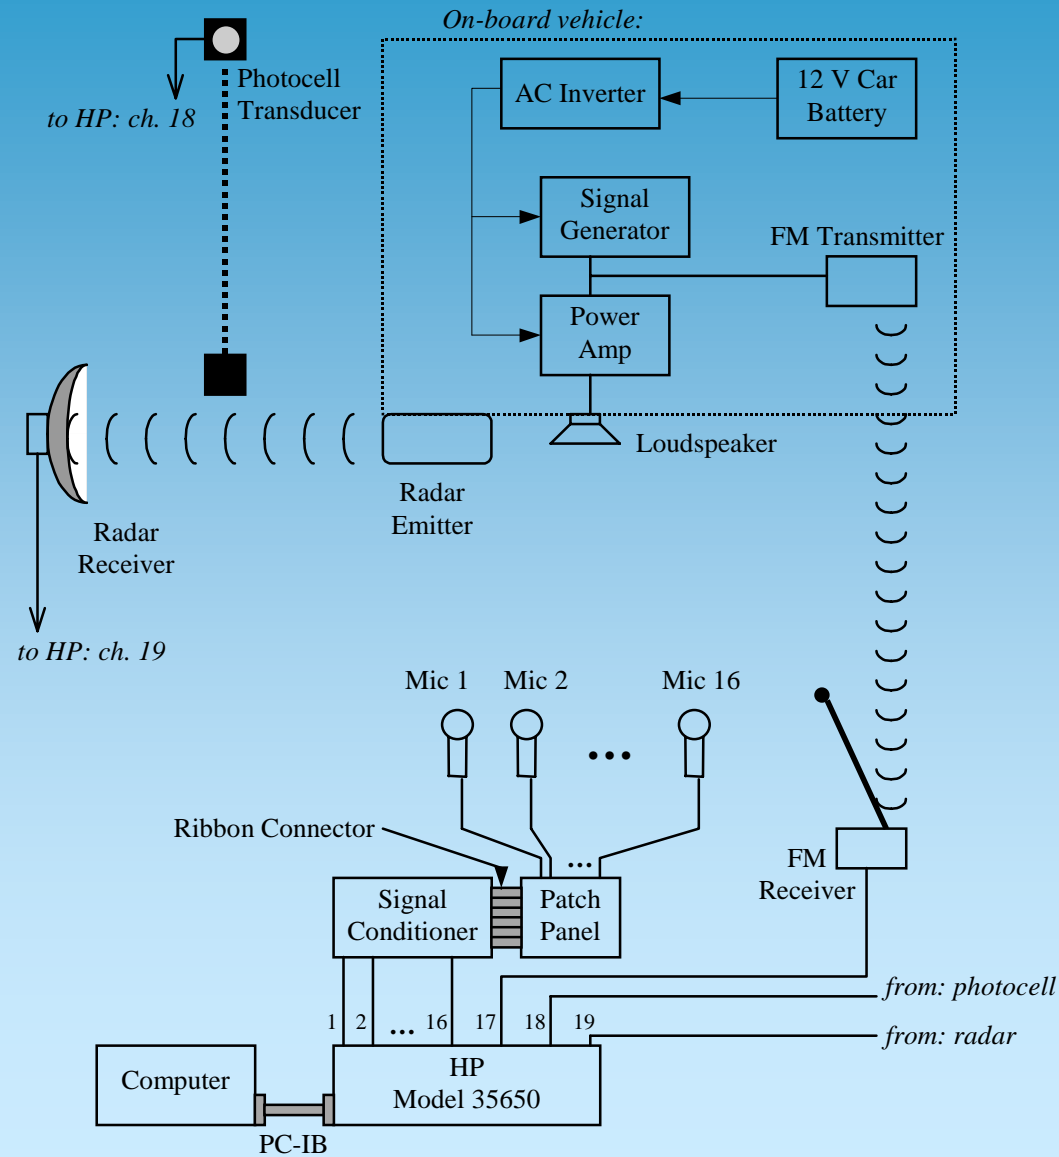 On-board vehicle:
Photocell
Transducer
to HP: ch. 18
AC Inverter
12 V Car
Battery
Signal
Generator
FM Transmitter
Power
Amp
Loudspeaker
Radar
Emitter
Radar
Receiver
to HP: ch. 19
Mic 1
Mic 2
Mic 16
...
Ribbon Connector
...
FM
Receiver
Signal
Conditioner
Patch
Panel
from: photocell
1 2 ... 16 17 18 19
from: radar
Computer
HP
Model 35650
PC-IB